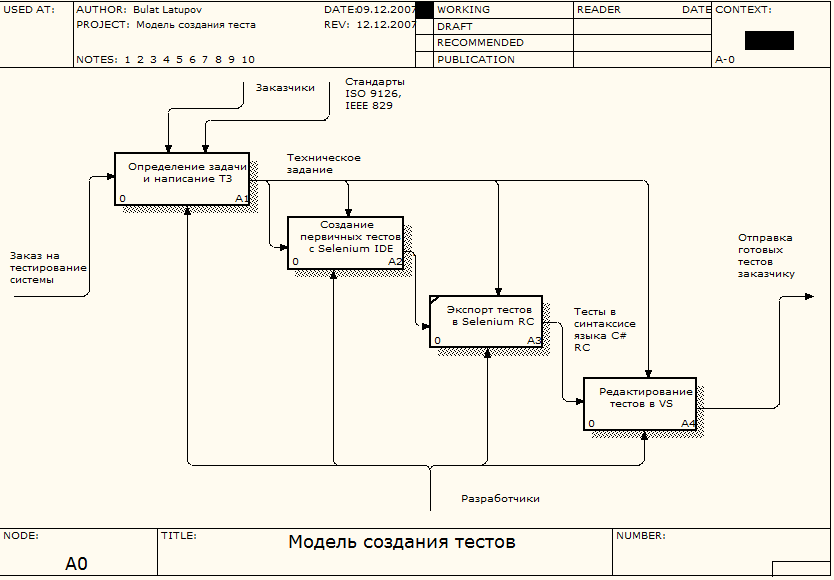 USED AT:
AUTHOR: Bulat Latupov
DATE:09.12.2007
WORKING
READER
DATE
CONTEXT:
PROJECT: Модель создания теста
REV: 12.12.2007
DRAFT
RECOMMENDED
NOTES: 1 2 3 4 5 6 7 8 9 10
PUBLICATION
A-0
Заказчики
Стандарты
ISO 9126,
IEEE 829
Определение задачи
и написание ТЗ
0
A1
Техническое
задание
Создание
первичных тестов
с Selenium IDE
0
A2
Заказ на
тестирование
системы
Экспорт тестов
в Selenium RC
0
A3
Тесты в
синтаксисе
языка C#
RC
Отправка
готовых
тестов
заказчику
Редактирование
тестов в VS
0
A4
Разработчики
NODE:
A0
TITLE:
Модель создания тестов
NUMBER: